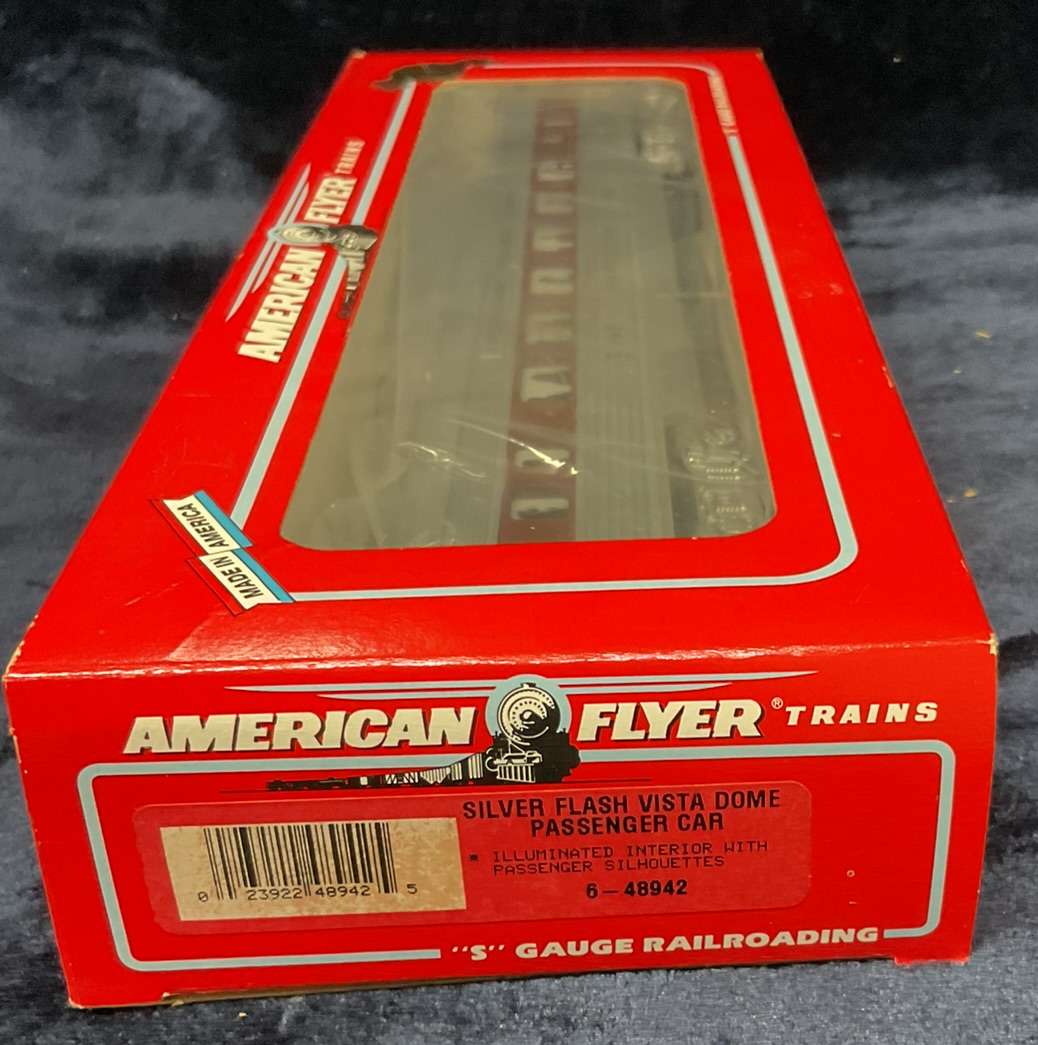 AMERICAN FLYER TRAINS
MADE IN AMERICA
AMERICAN FLYER® TRAINS
SILVER FLASH VISTA DOME
PASSENGER CAR
* ILLUMINATED INTERIOR WITH
PASSENGER SILHOUETTES
6-48942
0 23922 48942 5
"S" GAUGE RAILROADING